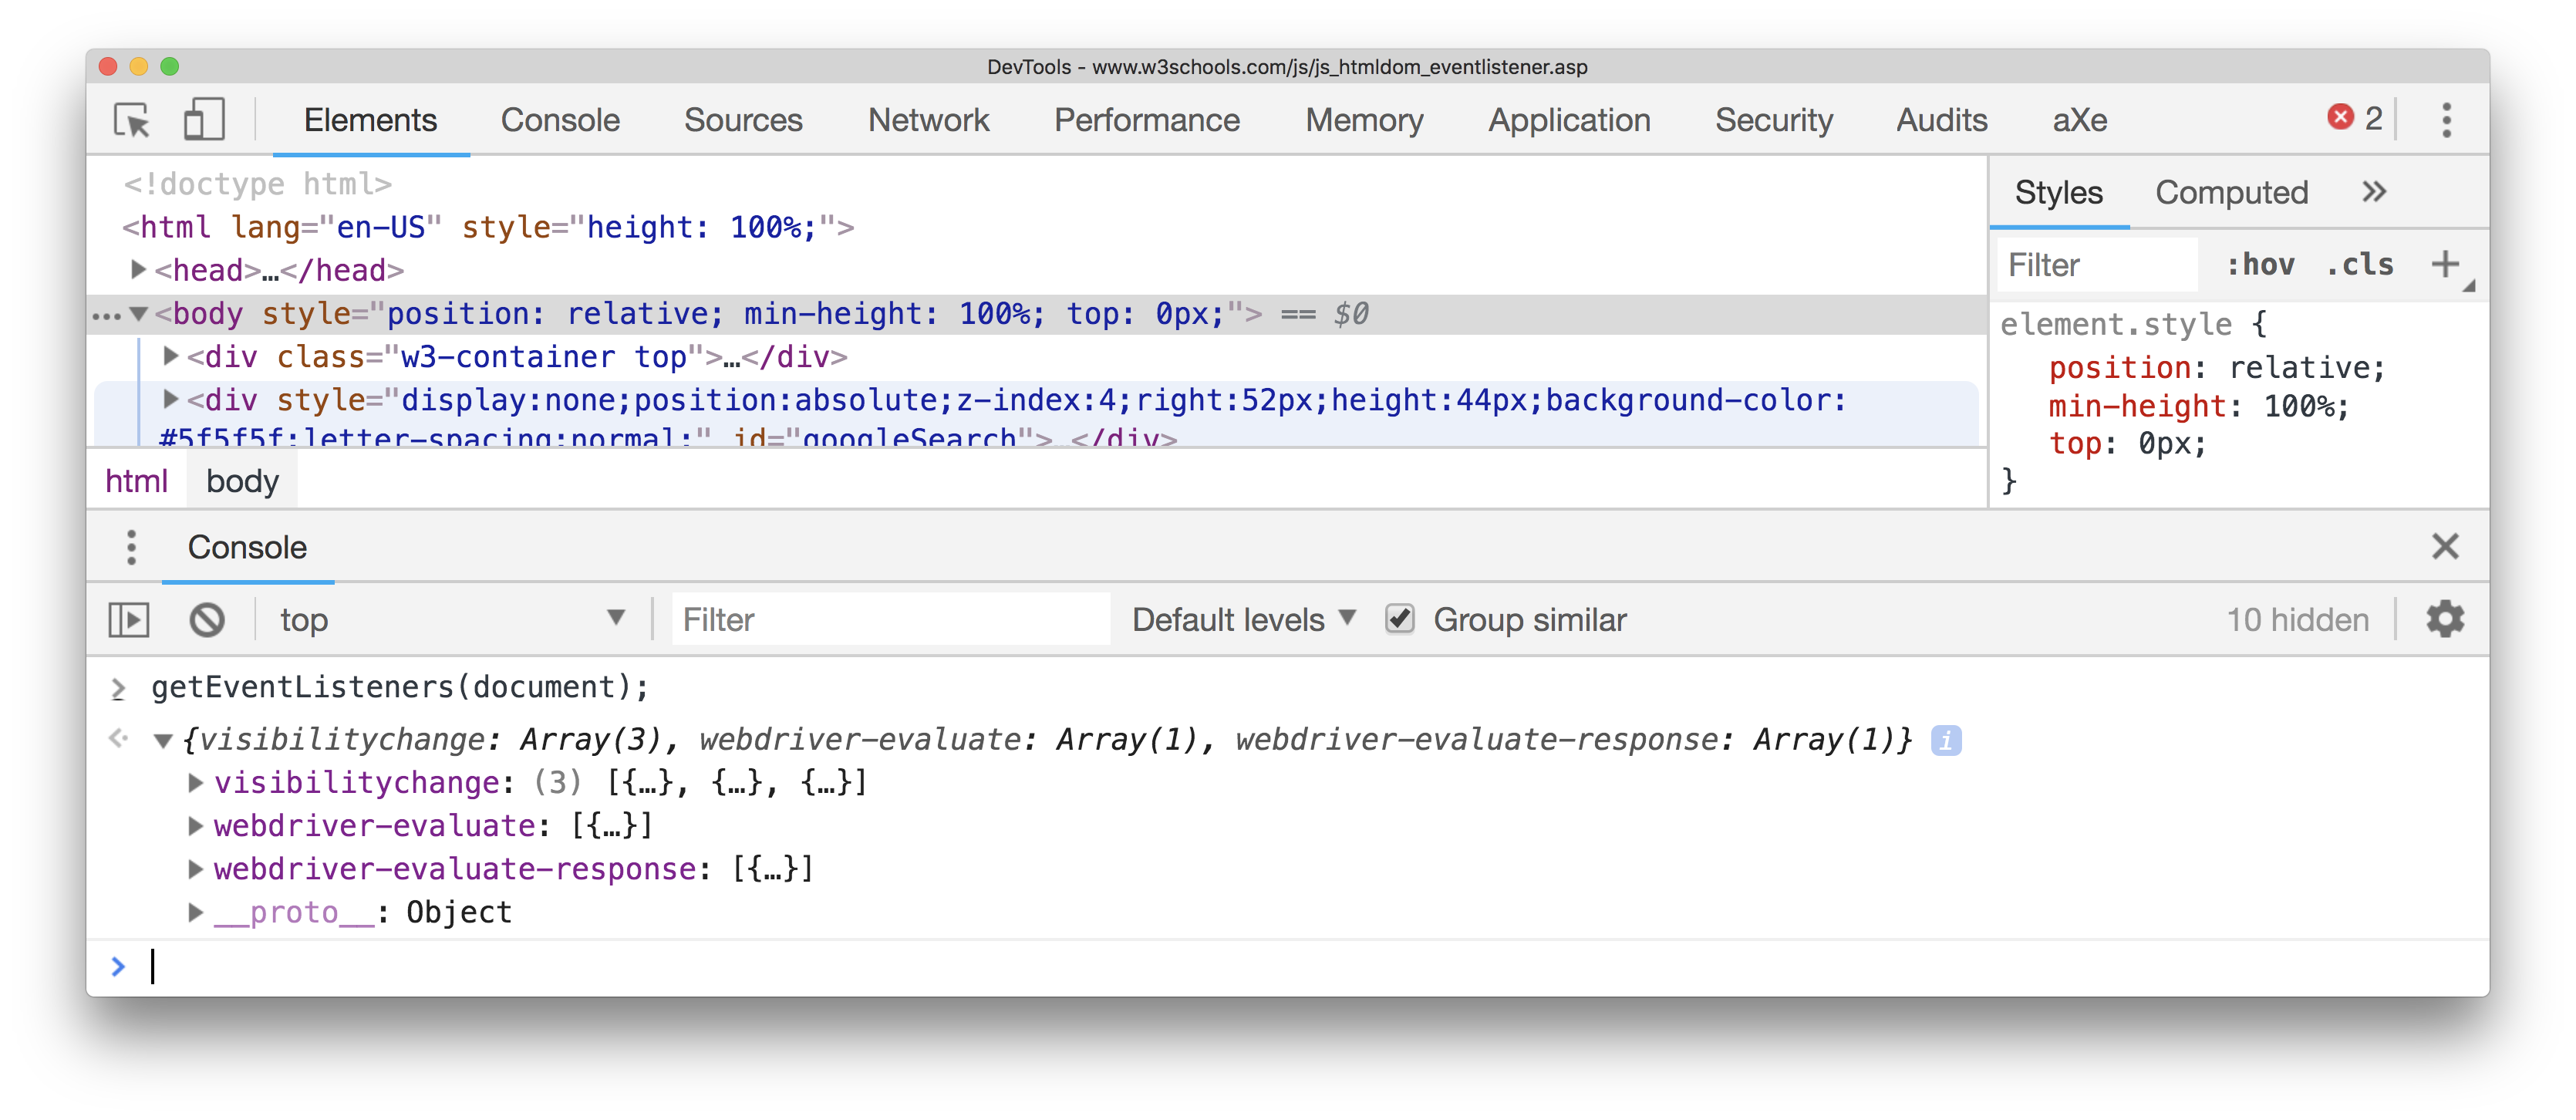 DevTools - www.w3schools.com/js/js_htmldom_eventlistener.asp
Elements Console Sources Network Performance Memory Application Security Audits aXe 2
<!doctype html>
<html lang="en-US" style="height: 100%;">
<head>…</head>
<body style="position: relative; min-height: 100%; top: 0px;"> == $0
<div class="w3-container top">…</div>
<div style="display:none;position:absolute;z-index:4;right:52px;height:44px;background-color:
#5f5f5f;letter-spacing:normal;" id="googleSearch">…</div>
html body
Styles Computed »
Filter :hov .cls +
element.style {
position: relative;
min-height: 100%;
top: 0px;
}
Console
top Filter Default levels Group similar 10 hidden
> getEventListeners(document);
{visibilitychange: Array(3), webdriver-evaluate: Array(1), webdriver-evaluate-response: Array(1)} i
visibilitychange: (3) [{…}, {…}, {…}]
webdriver-evaluate: [{…}]
webdriver-evaluate-response: [{…}]
__proto__: Object
>